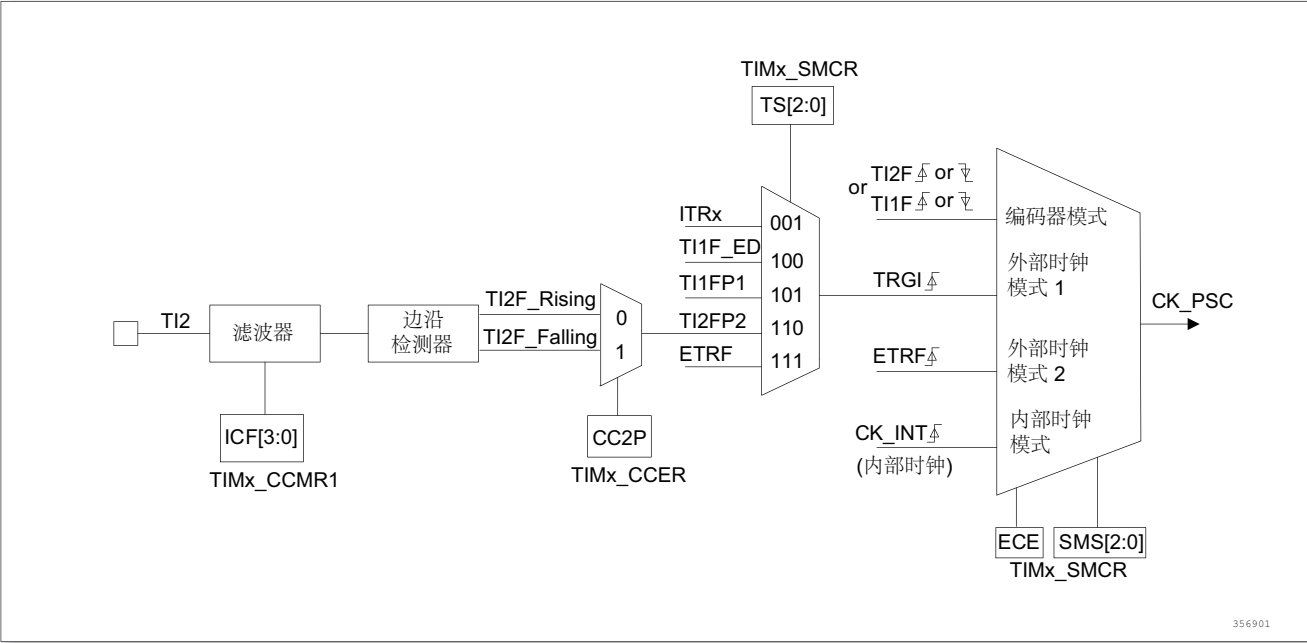 TIMx_SMCR
TS[2:0]
TI2F or
or
TI1F or
编码器模式
ITRx
001
TI1F_ED
100
TI1FP1
101
TRGI
外部时钟
模式 1
CK_PSC
TI2
滤波器
边沿
检测器
TI2F_Rising
TI2F_Falling
0
1
TI2FP2
110
ETRF
111
ETRF
外部时钟
模式 2
ICF[3:0]
TIMx_CCMR1
CC2P
TIMx_CCER
CK_INT
(内部时钟)
内部时钟
模式
ECE
SMS[2:0]
TIMx_SMCR
356901